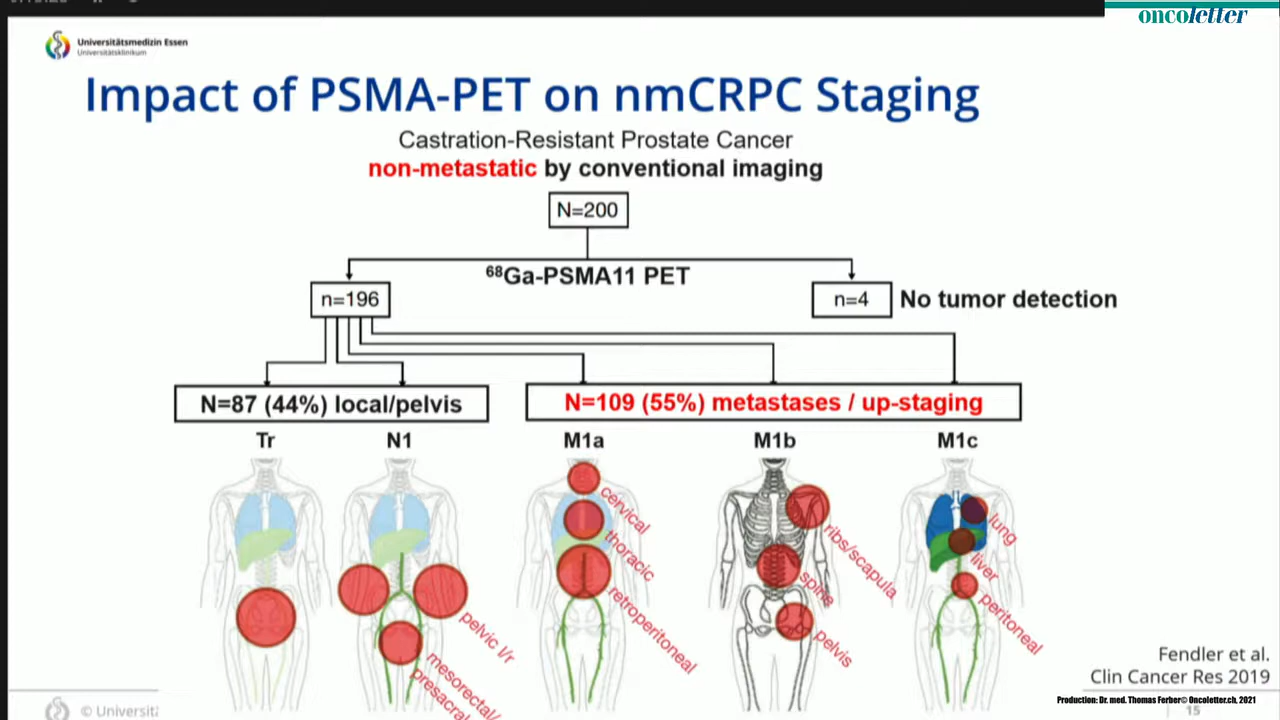 oncoletter
Universitätsmedizin Essen
Universitätsklinikum
Impact of PSMA-PET on nmCRPC Staging
Castration-Resistant Prostate Cancer
non-metastatic by conventional imaging
N=200
⁶⁸Ga-PSMA11 PET
n=196
n=4
No tumor detection
N=87 (44%) local/pelvis
N=109 (55%) metastases / up-staging
Tr
N1
M1a
M1b
M1c
pelvic l/r
mesorectal/
presacral
cervical
thoracic
retroperitoneal
ribs/scapula
spine
pelvis
lung
liver
peritoneal
Fendler et al.
Clin Cancer Res 2019
Production: Dr. med. Thomas Ferber© Oncoletter.ch, 2021
©
15